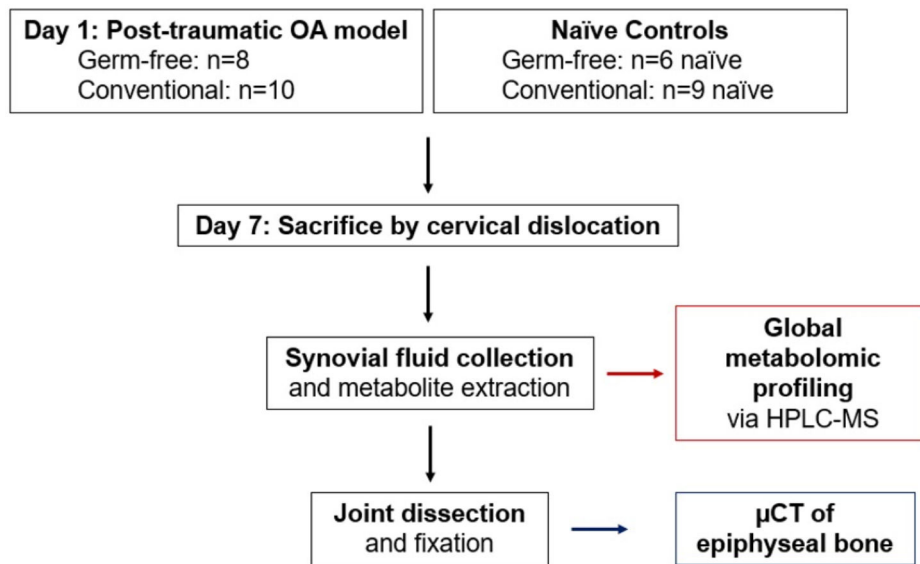 Day 1: Post-traumatic OA model
Germ-free: n=8
Conventional: n=10
Naïve Controls
Germ-free: n=6 naïve
Conventional: n=9 naïve
Day 7: Sacrifice by cervical dislocation
Synovial fluid collection
and metabolite extraction
Global
metabolomic
profiling
via HPLC-MS
Joint dissection
and fixation
µCT of
epiphyseal bone